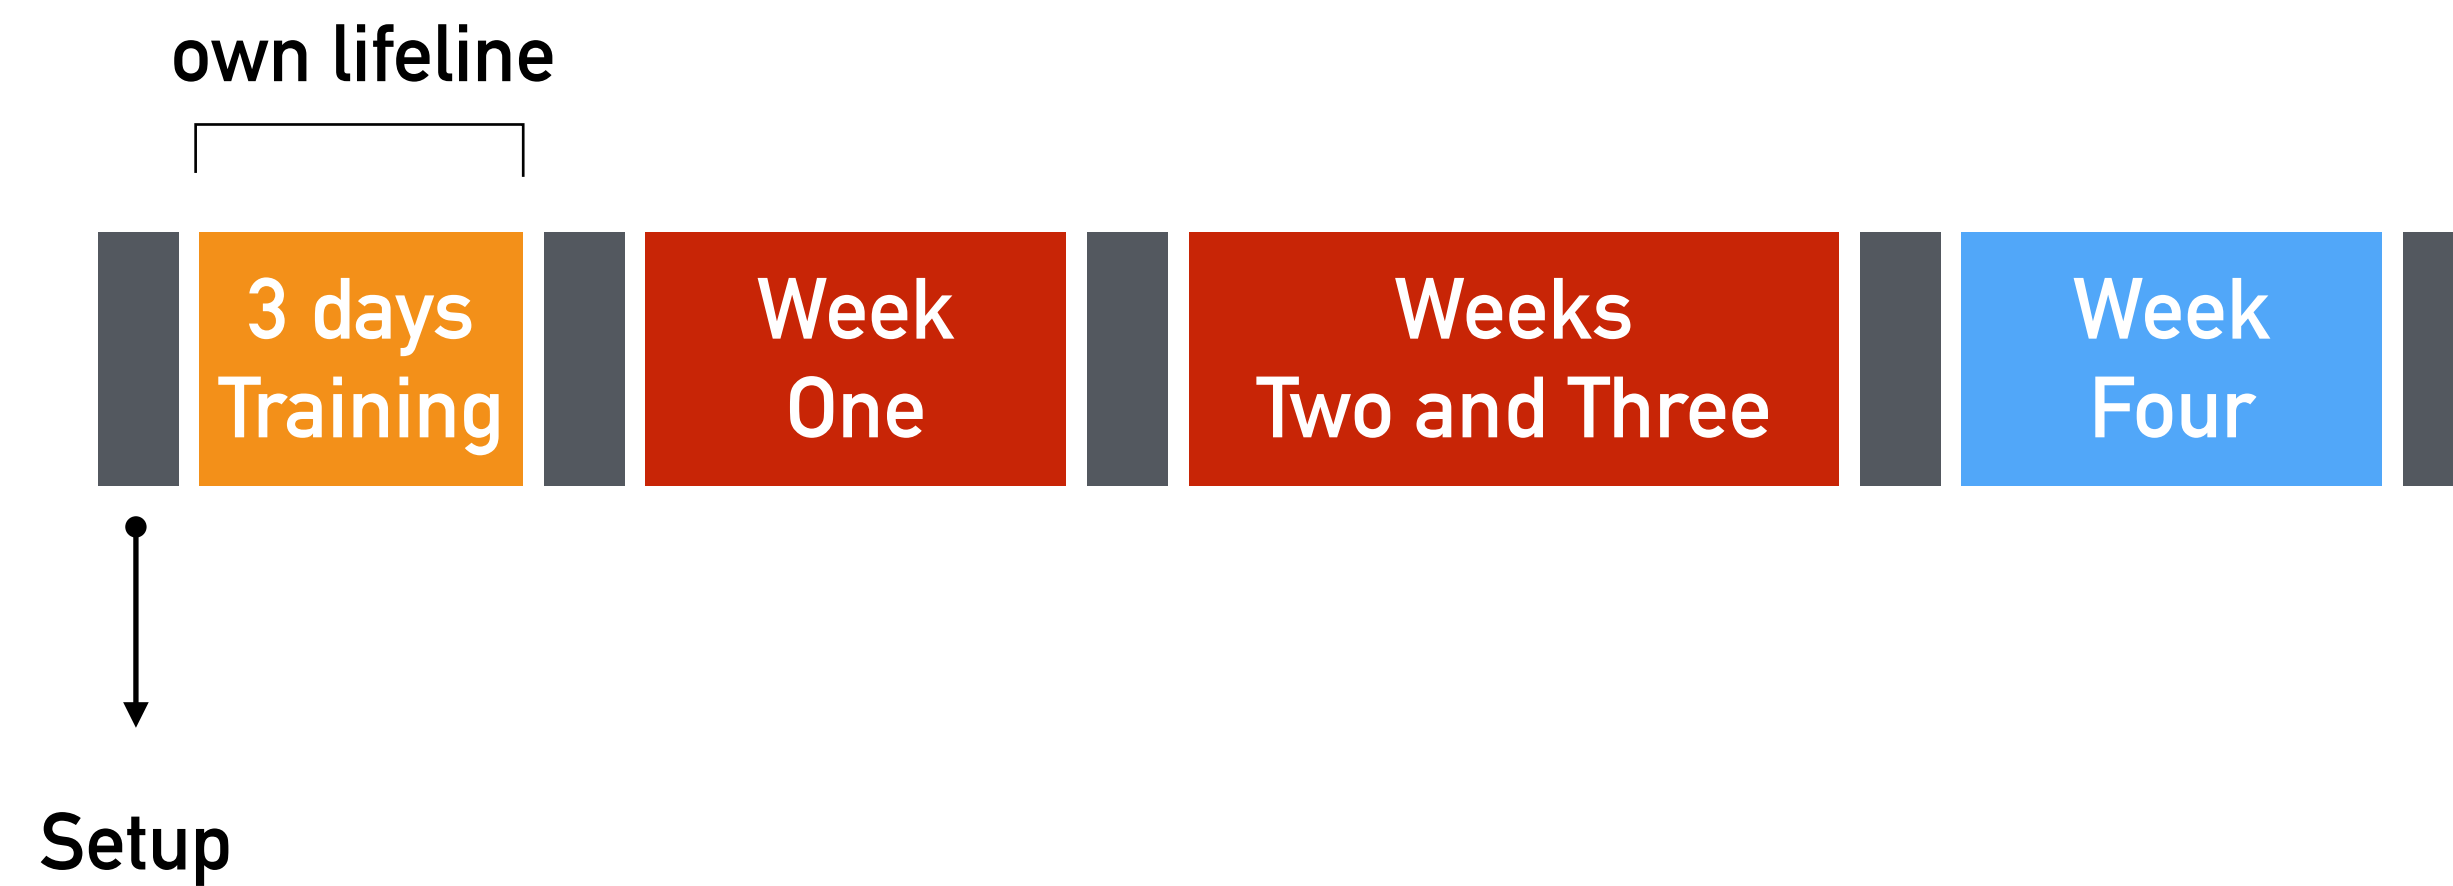 own lifeline
3 days
Training
Week
One
Weeks
Two and Three
Week
Four
Setup